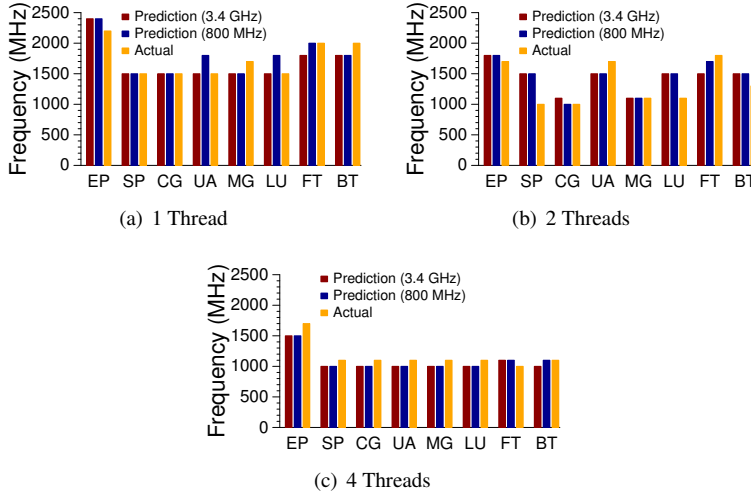 Frequency (MHz)
2500
2000
1500
1000
500
0
Prediction (3.4 GHz)
Prediction (800 MHz)
Actual
EP SP CG UA MG LU FT BT
(a) 1 Thread
Frequency (MHz)
2500
2000
1500
1000
500
0
Prediction (3.4 GHz)
Prediction (800 MHz)
Actual
EP SP CG UA MG LU FT BT
(b) 2 Threads
Frequency (MHz)
2500
2000
1500
1000
500
0
Prediction (3.4 GHz)
Prediction (800 MHz)
Actual
EP SP CG UA MG LU FT BT
(c) 4 Threads